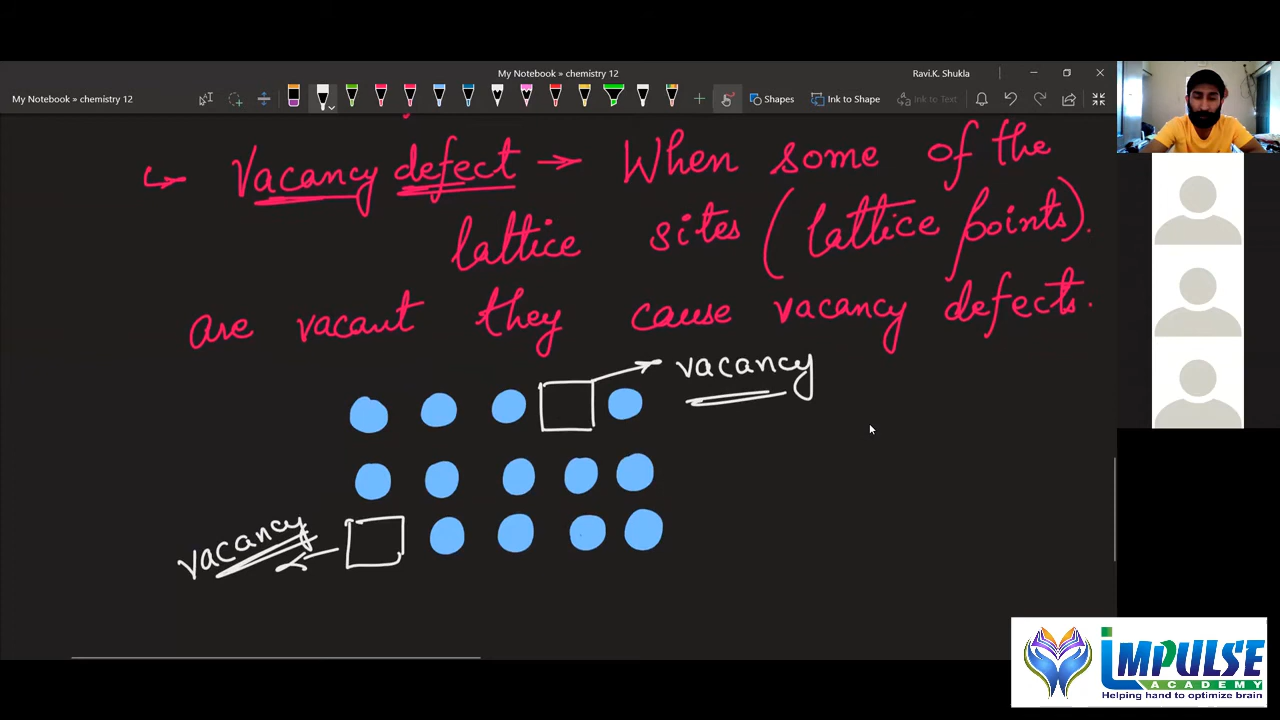 My Notebook » chemistry 12
Ravi.K. Shukla
My Notebook » chemistry 12
Shapes
Ink to Shape
Ink to Text
↳ Vacancy defect → When some of the
lattice sites (lattice points).
are vacant they cause vacancy defects.
vacancy
vacancy
IMPULSE
ACADEMY
Helping hand to optimize brain